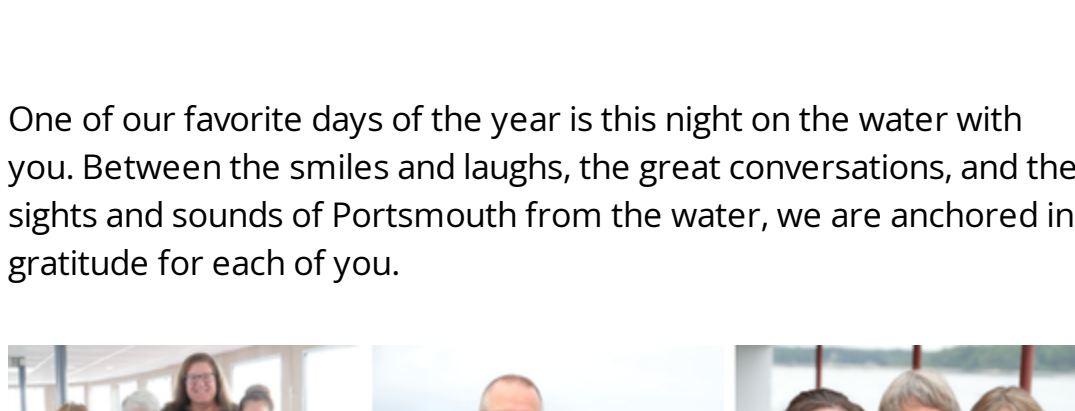 One of our favorite days of the year is this night on the water with
you. Between the smiles and laughs, the great conversations, and the
sights and sounds of Portsmouth from the water, we are anchored in
gratitude for each of you.